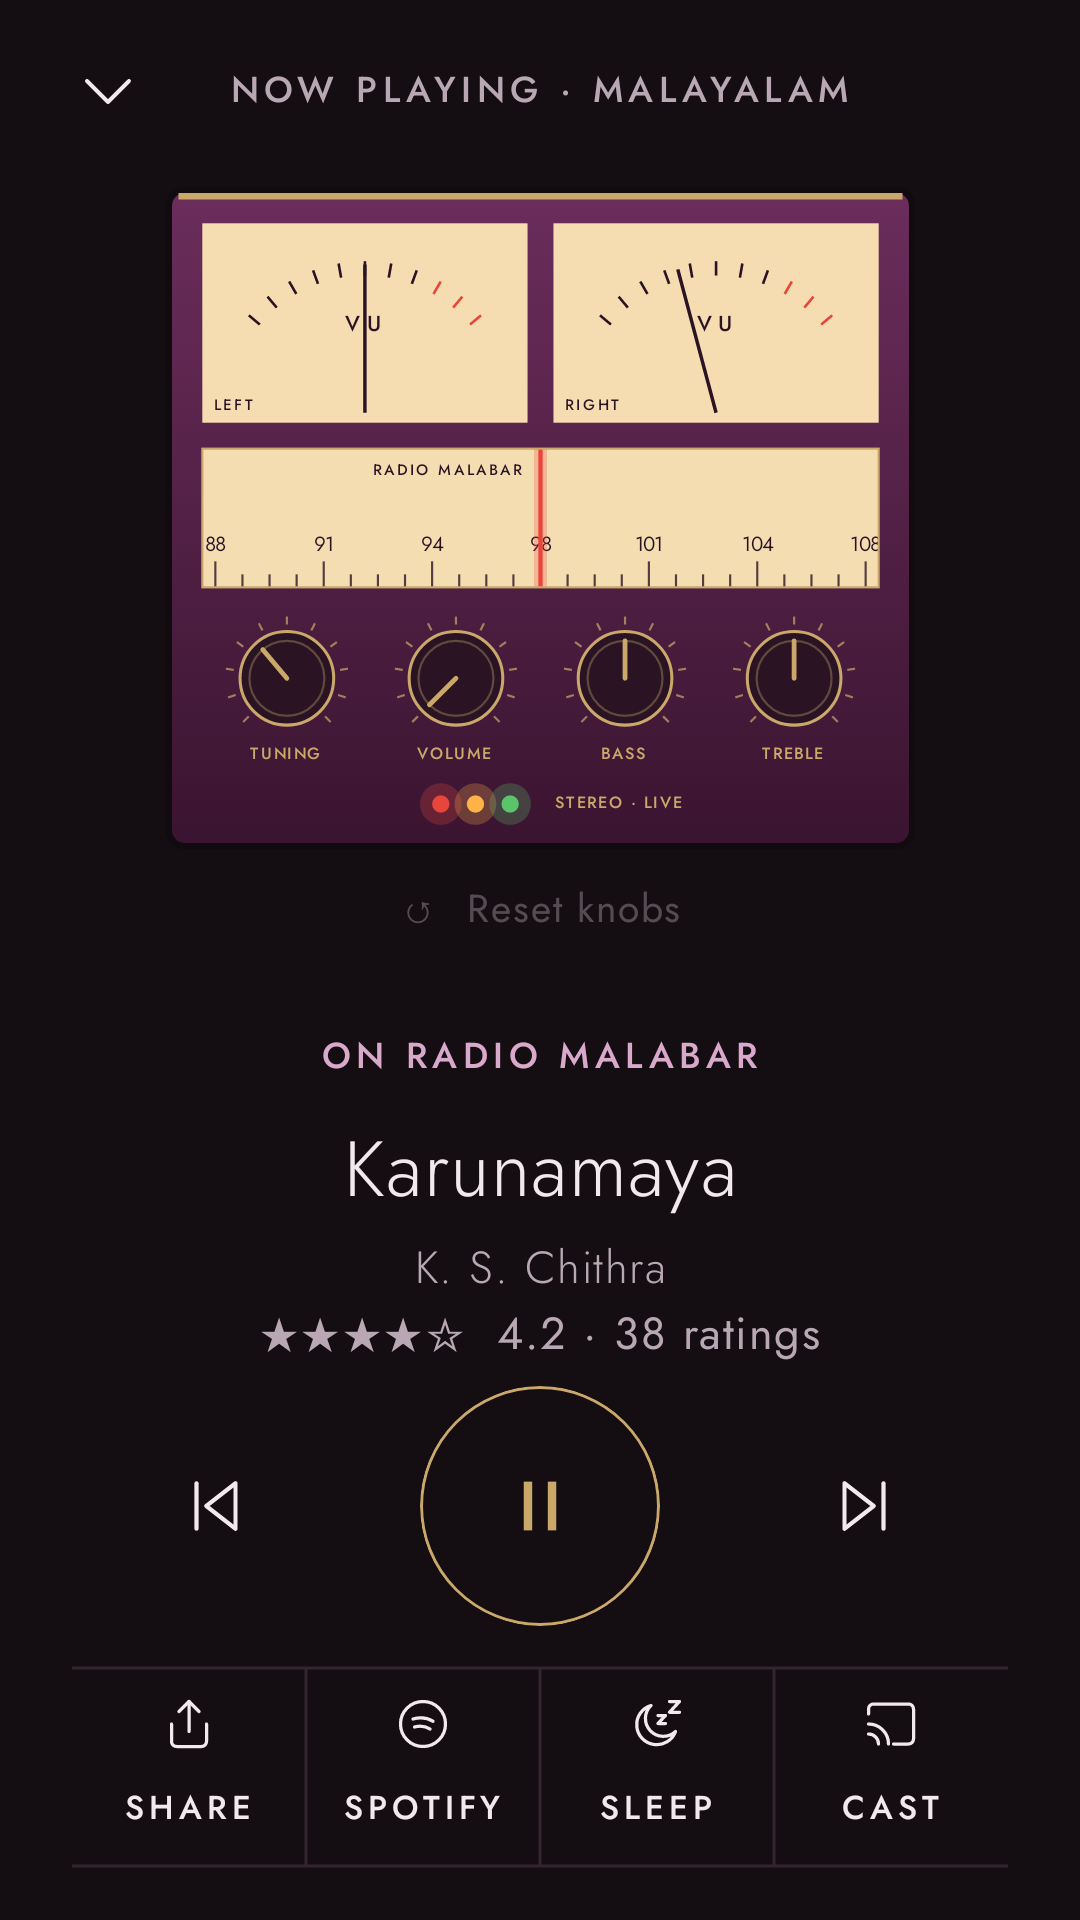 NOW PLAYING · MALAYALAM
VU
VU
LEFT
RIGHT
RADIO MALABAR
88 91 94 98 101 104 108
TUNING VOLUME BASS TREBLE
STEREO · LIVE
Reset knobs
ON RADIO MALABAR
Karunamaya
K. S. Chithra
★★★★☆ 4.2 · 38 ratings
SHARE SPOTIFY SLEEP CAST